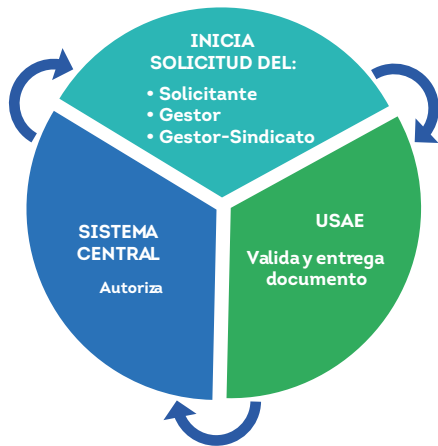 INICIA
SOLICITUD DEL:
• Solicitante
• Gestor
• Gestor-Sindicato
USAE
Valida y entrega
documento
SISTEMA
CENTRAL
Autoriza